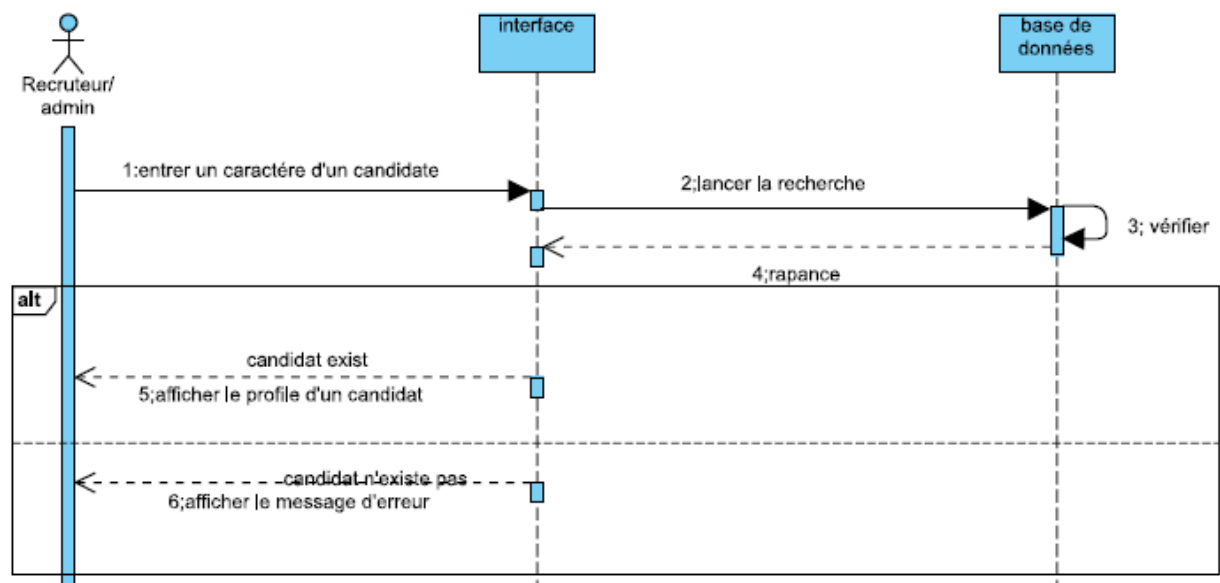 interface
base de
données
Recruteur/
admin
1:entrer un caractére d'un candidate
2;lancer la recherche
3; vérifier
4;rapance
alt
candidat exist
5;afficher le profile d'un candidat
candidat n'existe pas
6;afficher le message d'erreur